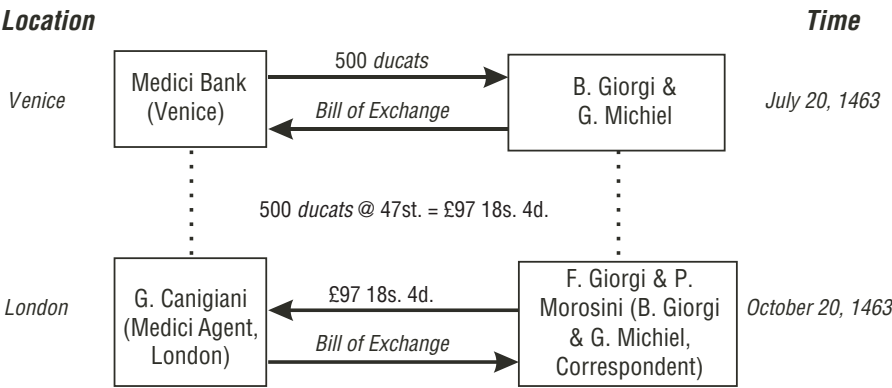 Location
Time
Venice
Medici Bank
(Venice)
500 ducats
Bill of Exchange
B. Giorgi &
G. Michiel
July 20, 1463
500 ducats @ 47st. = £97 18s. 4d.
London
G. Canigiani
(Medici Agent,
London)
£97 18s. 4d.
Bill of Exchange
F. Giorgi & P.
Morosini (B. Giorgi
& G. Michiel,
Correspondent)
October 20, 1463